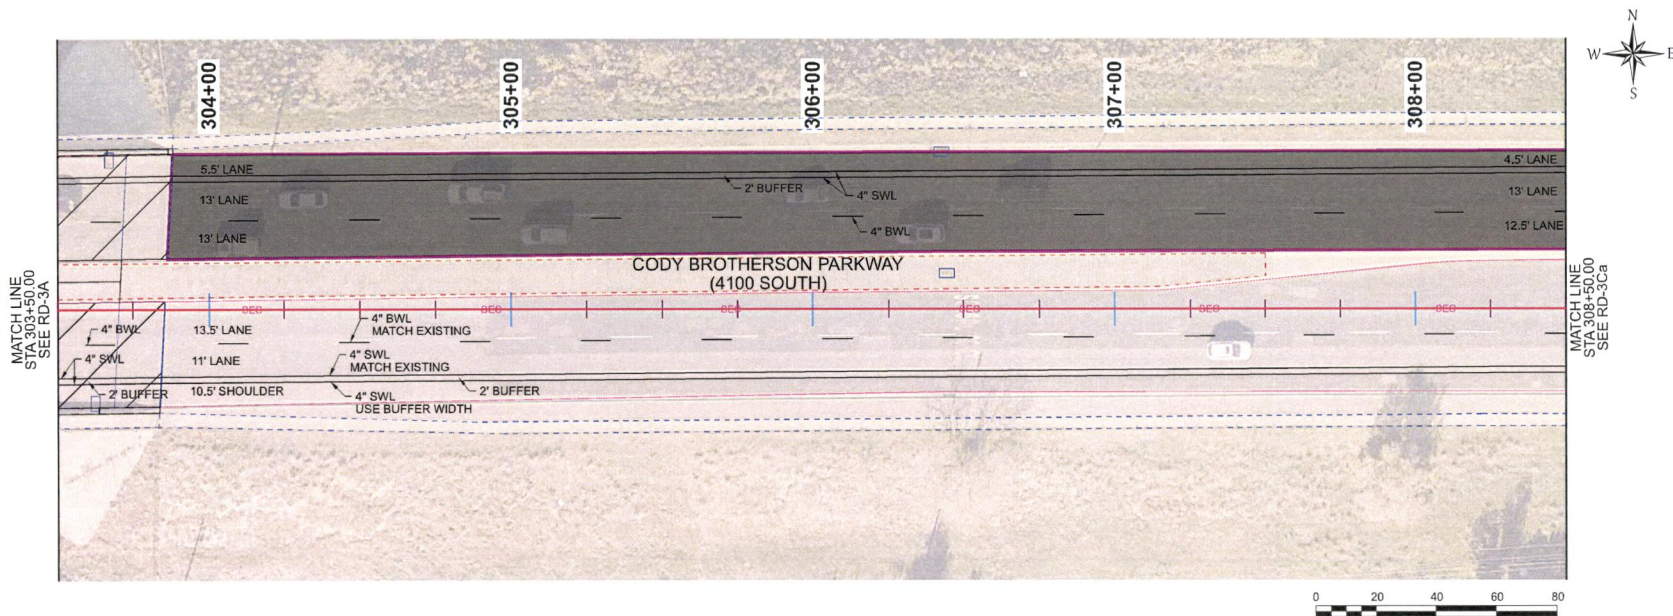 N
W E
S
304+00
305+00
306+00
307+00
308+00
5.5' LANE
4.5' LANE
2' BUFFER
4" SWL
13' LANE
13' LANE
4" BWL
13' LANE
12.5' LANE
CODY BROTHERSON PARKWAY
(4100 SOUTH)
MATCH LINE
STA 303+50.00
SEE RD-3A
MATCH LINE
STA 308+50.00
SEE RD-3Ca
4" BWL
13.5' LANE
4" BWL
MATCH EXISTING
4" SWL
11' LANE
4" SWL
MATCH EXISTING
2' BUFFER
10.5' SHOULDER
4" SWL
USE BUFFER WIDTH
2' BUFFER
0 20 40 60 80